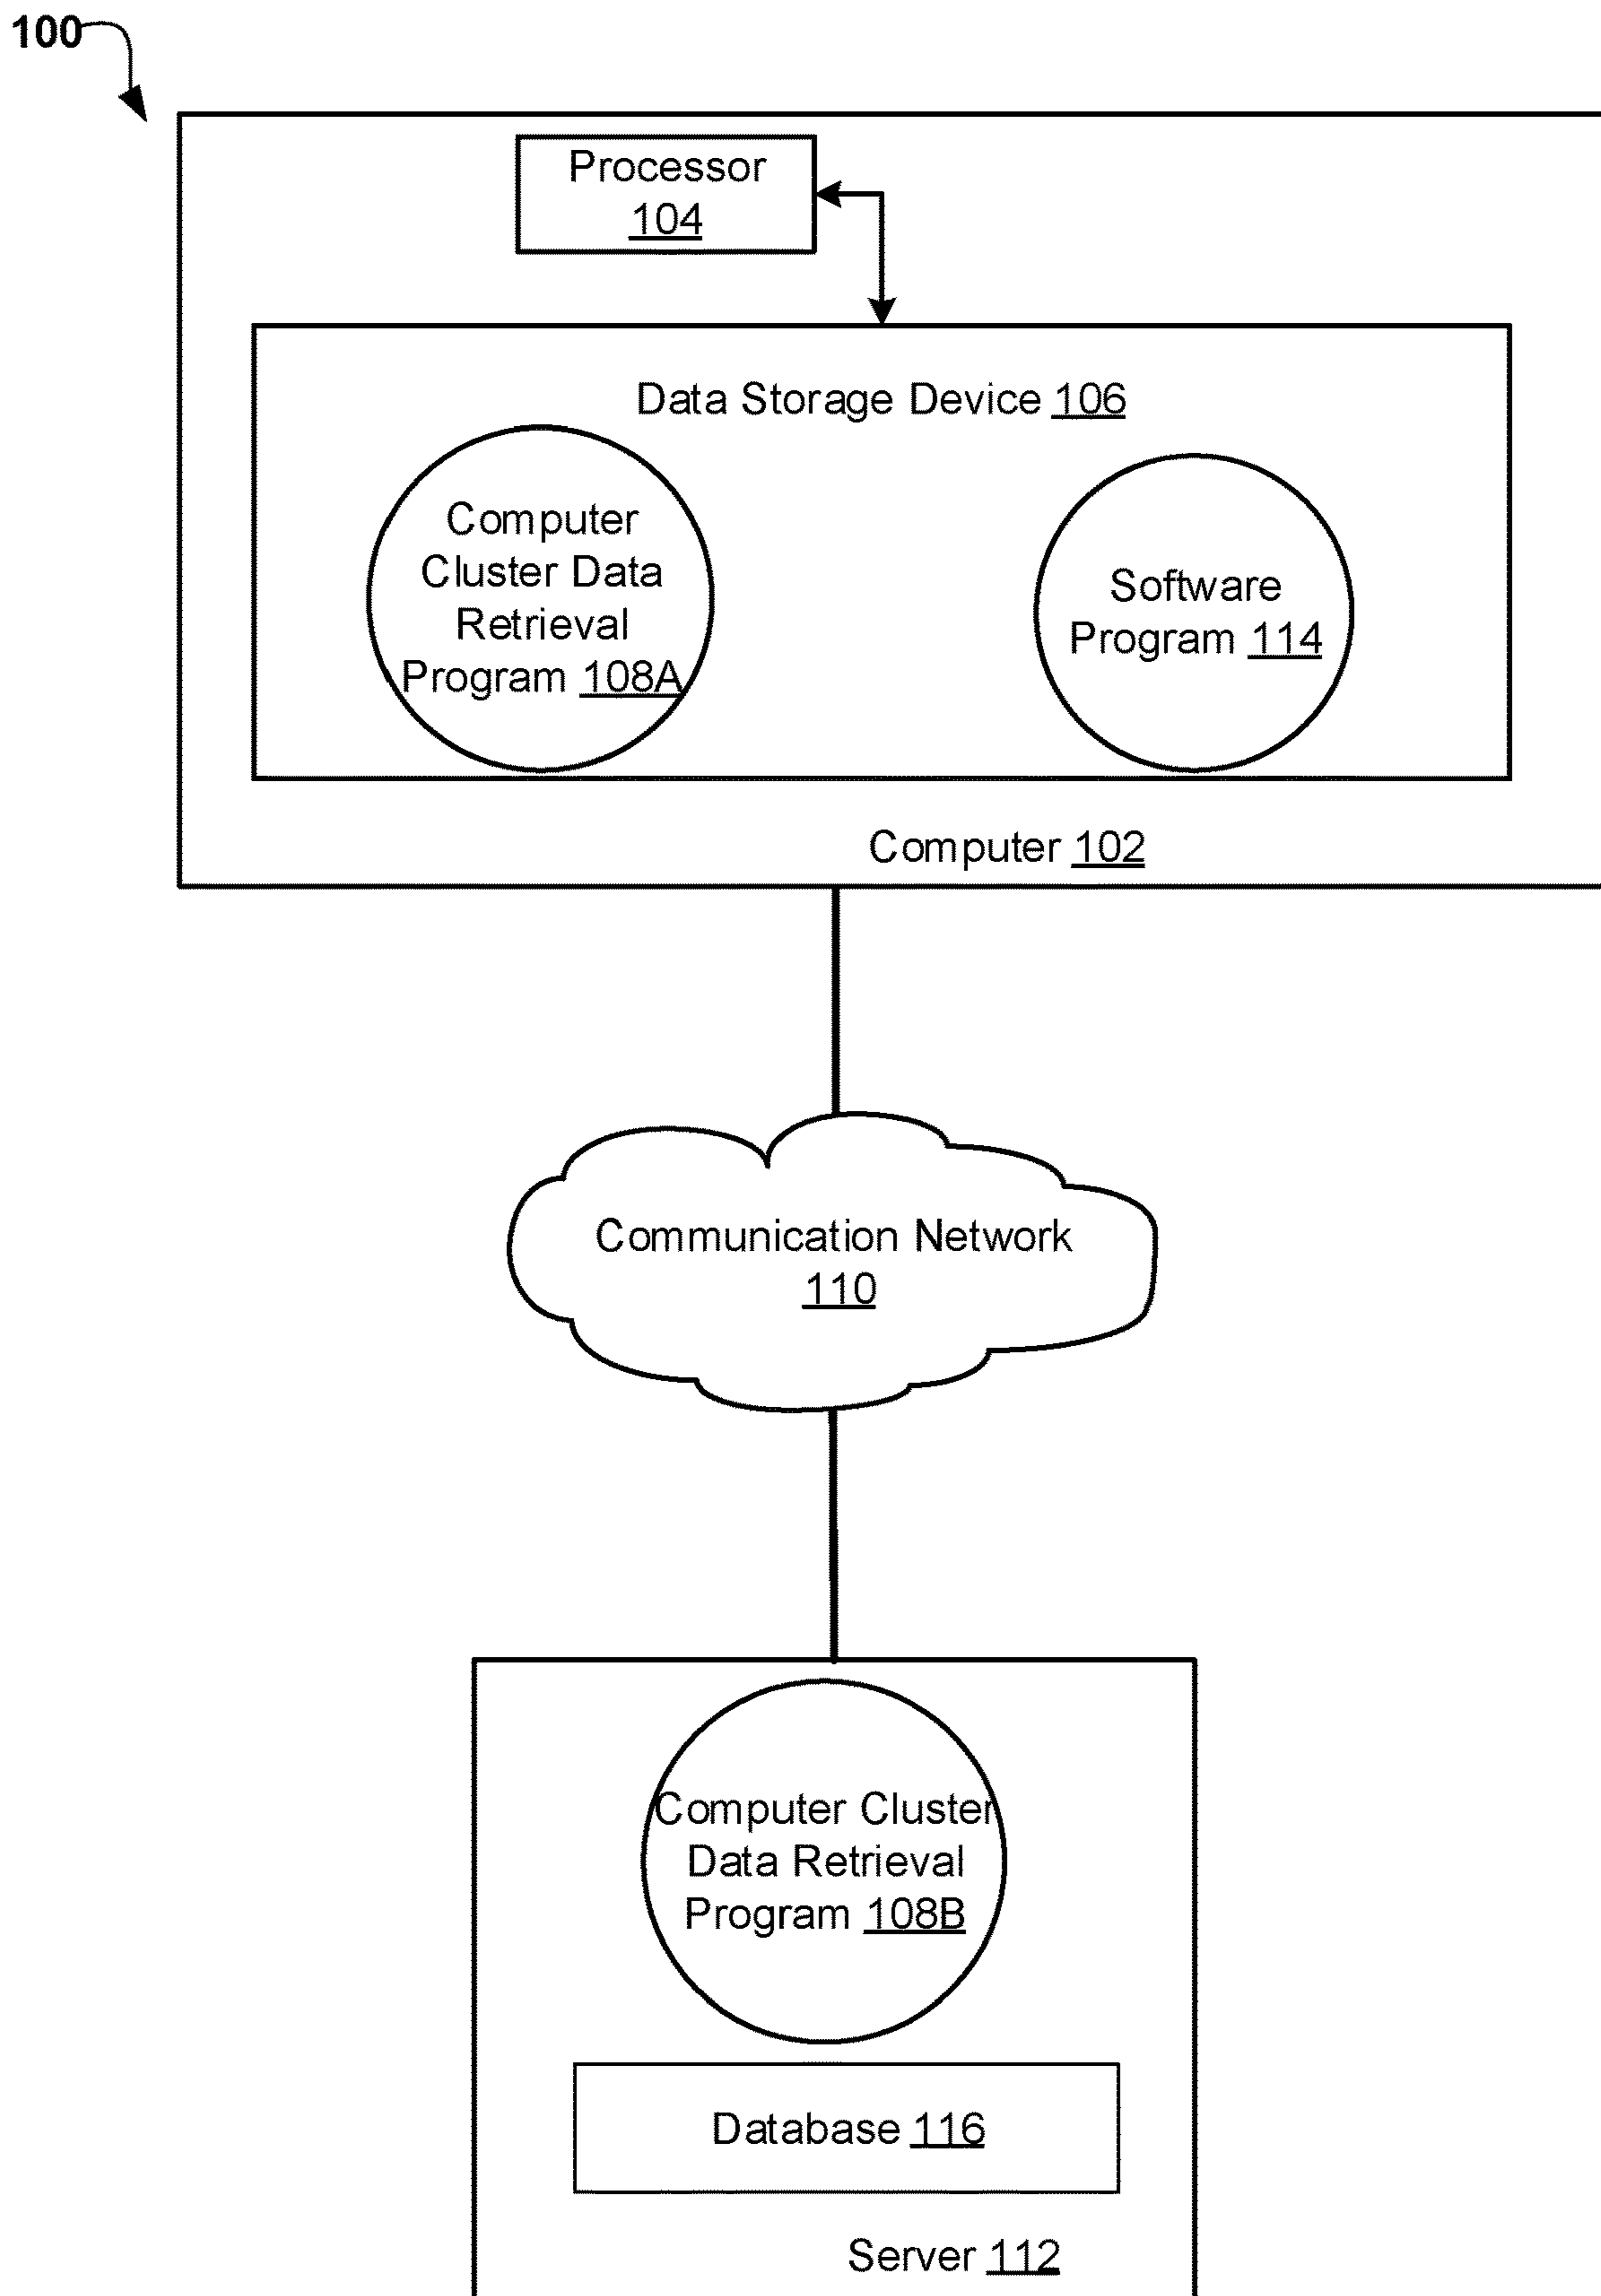 100
Processor
104
Data Storage Device 106
Computer
Cluster Data
Retrieval
Program 108A
Software
Program 114
Computer 102
Communication Network
110
Computer Cluster
Data Retrieval
Program 108B
Database 116
Server 112